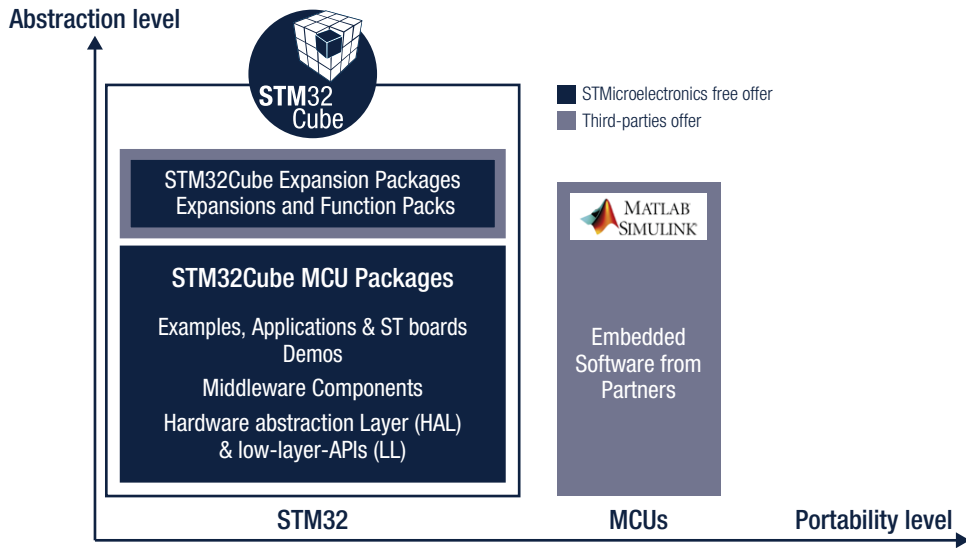 Abstraction level
STM32
Cube
STMicroelectronics free offer
Third-parties offer
STM32Cube Expansion Packages
Expansions and Function Packs
STM32Cube MCU Packages
Examples, Applications & ST boards
Demos
Middleware Components
Hardware abstraction Layer (HAL)
& low-layer-APIs (LL)
MATLAB
SIMULINK®
Embedded
Software from
Partners
STM32
MCUs
Portability level